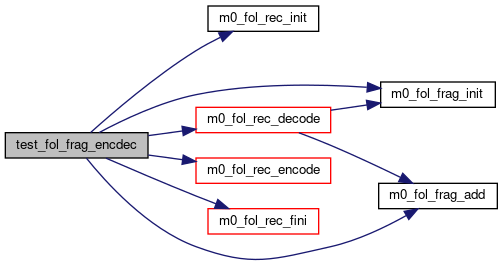 m0_fol_rec_init
m0_fol_frag_init
m0_fol_rec_decode
test_fol_frag_encdec
m0_fol_rec_encode
m0_fol_frag_add
m0_fol_rec_fini